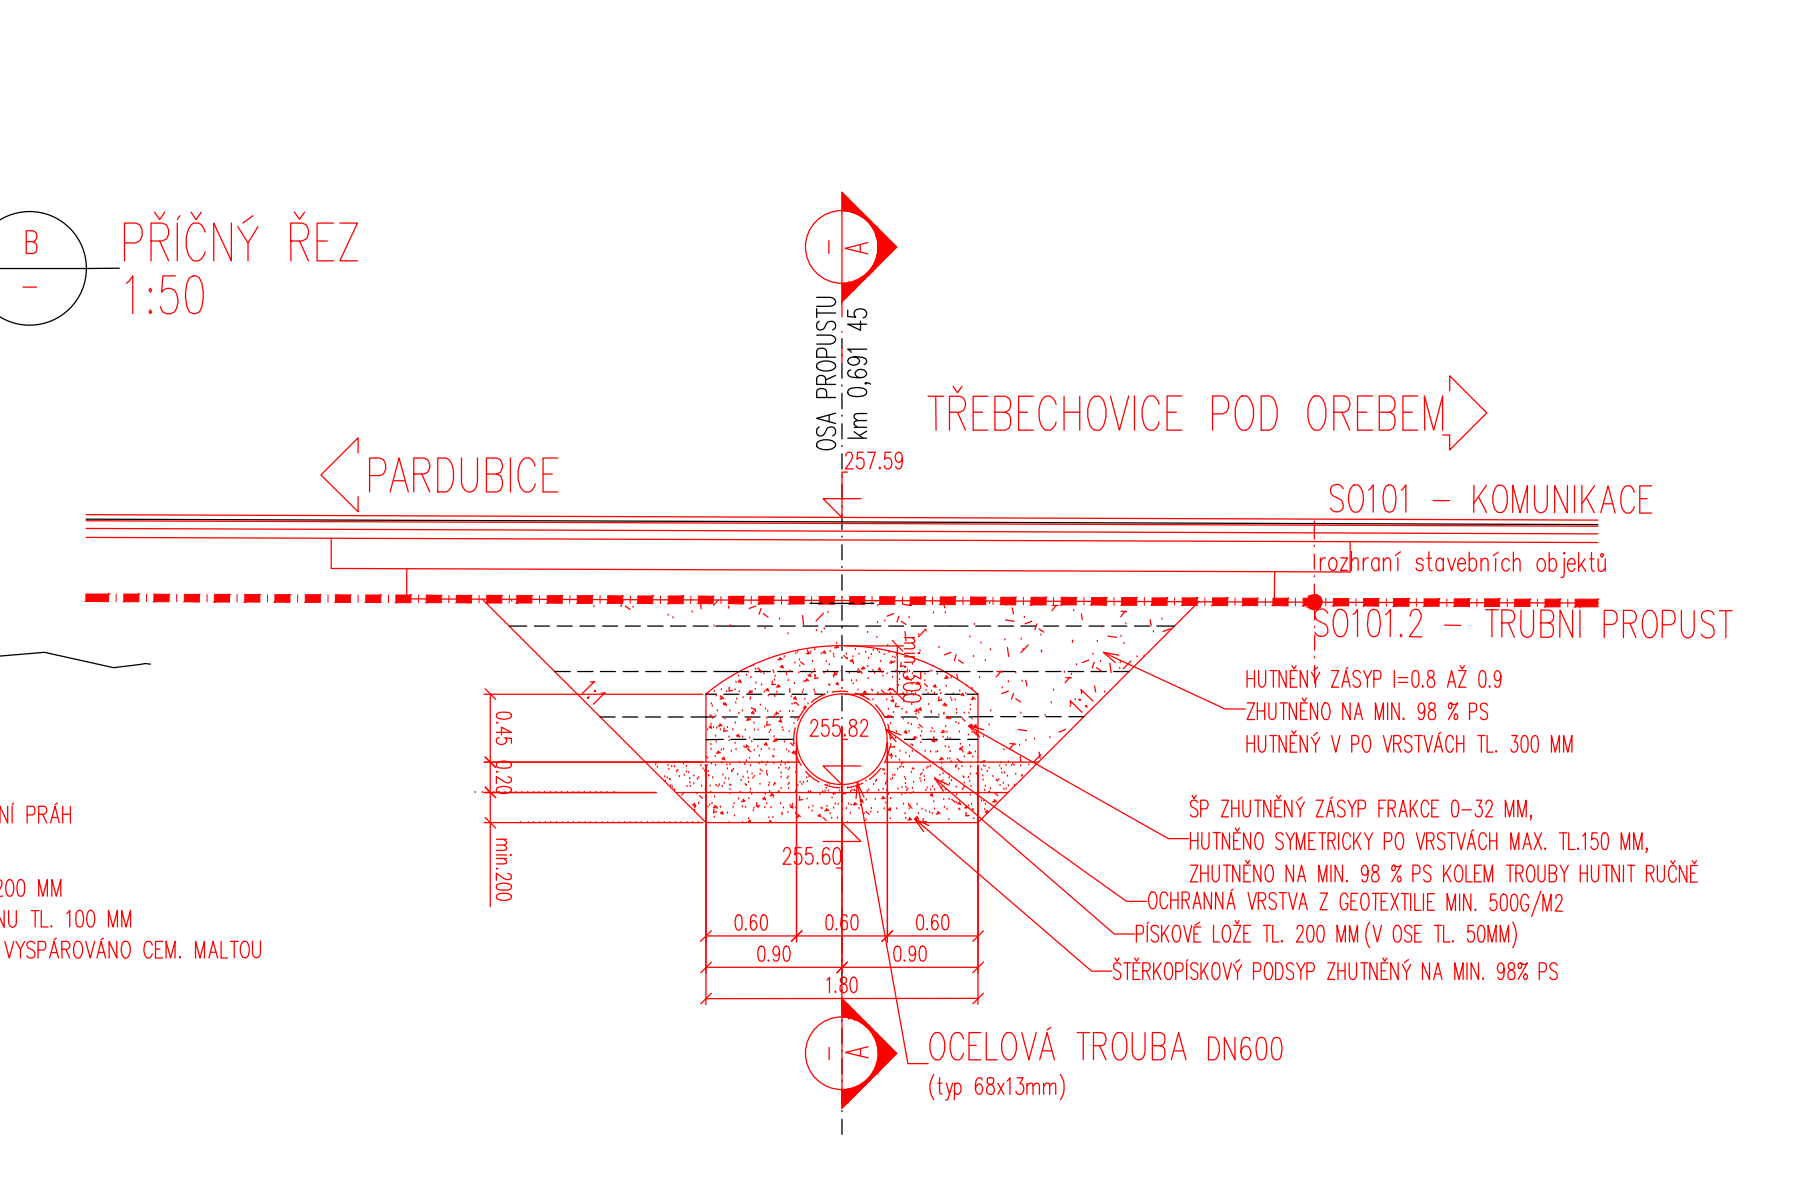 B
–
PŘÍČNÝ ŘEZ
1:50
–
A
OSA PROPUSTU
km 0,691 45
TŘEBECHOVICE POD OREBEM
PARDUBICE
257.59
SO101 – KOMUNIKACE
rozhraní stavebních objektů
SO101.2 – TRUBNÍ PROPUST
min.300
1:1
1:1
HUTNĚNÝ ZÁSYP I=0.8 AŽ 0.9
ZHUTNĚNO NA MIN. 98 % PS
HUTNĚNÝ V PO VRSTVÁCH TL. 300 MM
0.45
0.20
min.200
255.82
255.60
ŠP ZHUTNĚNÝ ZÁSYP FRAKCE 0–32 MM,
HUTNĚNO SYMETRICKY PO VRSTVÁCH MAX. TL.150 MM,
ZHUTNĚNO NA MIN. 98 % PS KOLEM TROUBY HUTNIT RUČNĚ
OCHRANNÁ VRSTVA Z GEOTEXTILIE MIN. 500G/M2
PÍSKOVÉ LOŽE TL. 200 MM (V OSE TL. 50MM)
ŠTĚRKOPÍSKOVÝ PODSYP ZHUTNĚNÝ NA MIN. 98% PS
NÍ PRÁH
200 MM
NU TL. 100 MM
VYSPÁROVÁNO CEM. MALTOU
0.60 0.60 0.60
0.90 0.90
1.80
–
A
OCELOVÁ TROUBA DN600
(typ 68x13mm)